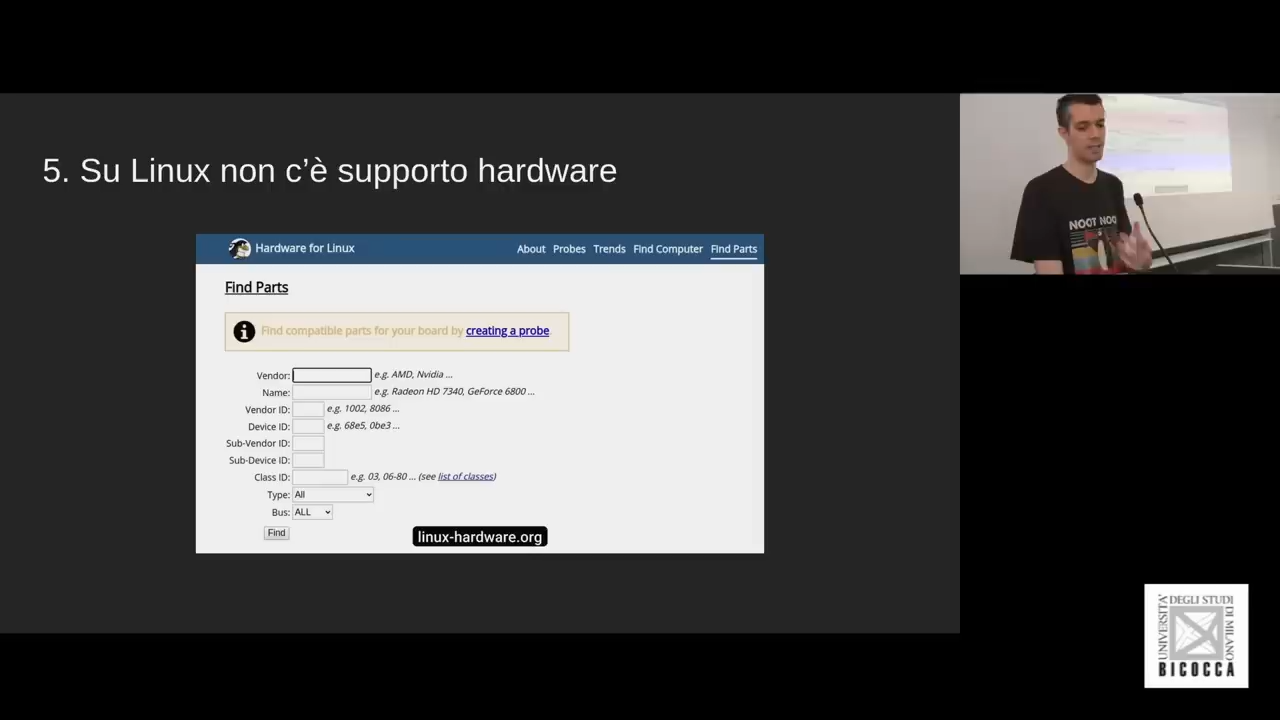 5. Su Linux non c'è supporto hardware
Hardware for Linux
About Probes Trends Find Computer Find Parts
Find Parts
Find compatible parts for your board by creating a probe.
Vendor: e.g. AMD, Nvidia ...
Name: e.g. Radeon HD 7340, GeForce 6800 ...
Vendor ID: e.g. 1002, 8086 ...
Device ID: e.g. 68e5, 0be3 ...
Sub-Vendor ID:
Sub-Device ID:
Class ID: e.g. 03, 06-80 ... (see list of classes)
Type: All
Bus: ALL
Find
linux-hardware.org
NOOT NOO
UNIVERSITÀ
DEGLI STUDI
DI MILANO
BICOCCA